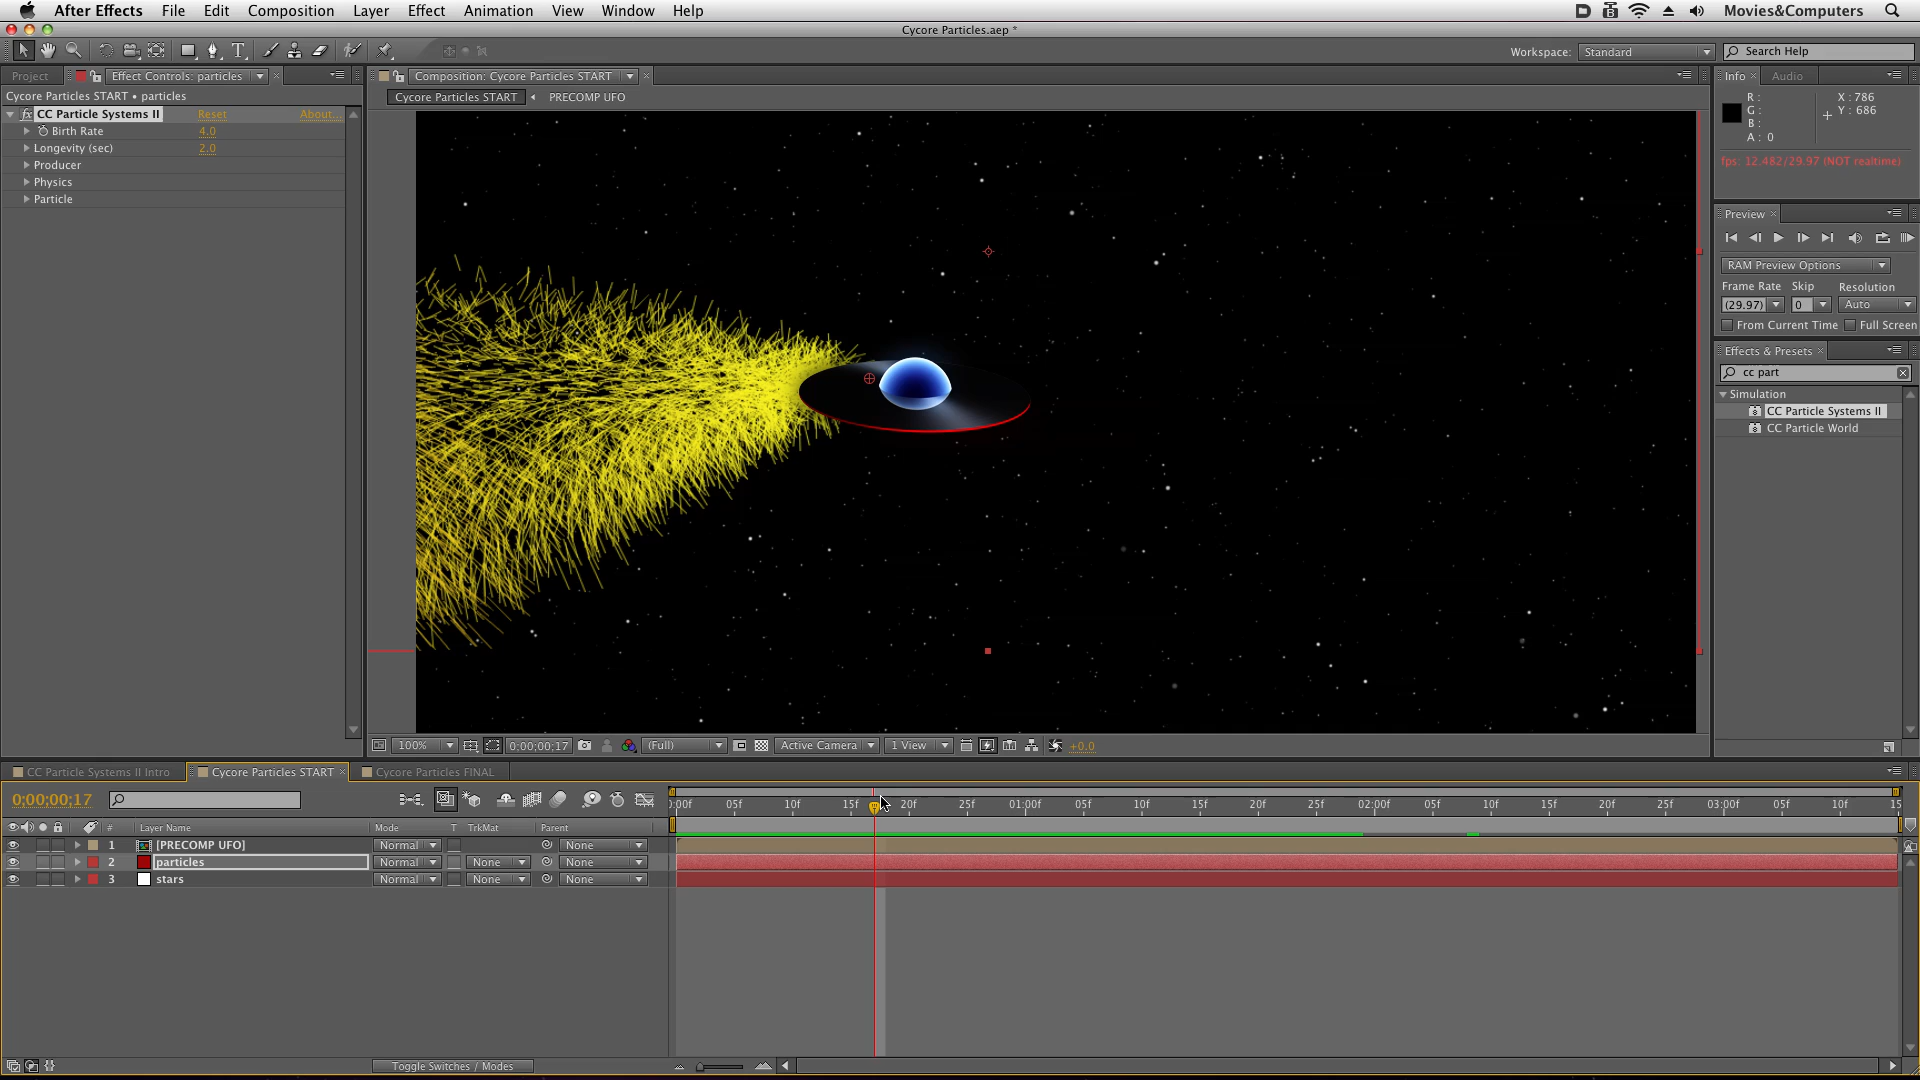 After Effects File Edit Composition Layer Effect Animation View Window Help Movies&Computers
Cycore Particles.aep *
Workspace: Standard Search Help
Project Effect Controls: particles Composition: Cycore Particles START Info Audio
Cycore Particles START • particles
Cycore Particles START PRECOMP UFO
CC Particle Systems II Reset About...
Birth Rate 4.0
Longevity (sec) 2.0
Producer
Physics
Particle
R :
G :
B :
A : 0
X : 786
Y : 686
fps: 12.482/29.97 (NOT realtime)
Preview
RAM Preview Options
Frame Rate Skip Resolution
(29.97) 0 Auto
From Current Time Full Screen
Effects & Presets
cc part
Simulation
CC Particle Systems II
CC Particle World
100% 0;00;00;17 (Full) Active Camera 1 View +0.0
CC Particle Systems II Intro Cycore Particles START Cycore Particles FINAL
0;00;00;17
):00f 05f 10f 15f 20f 25f 01:00f 05f 10f 15f 20f 25f 02:00f 05f 10f 15f 20f 25f 03:00f 05f 10f 15
# Layer Name Mode T TrkMat Parent
1 [PRECOMP UFO] Normal None
2 particles Normal None None
3 stars Normal None None
Toggle Switches / Modes